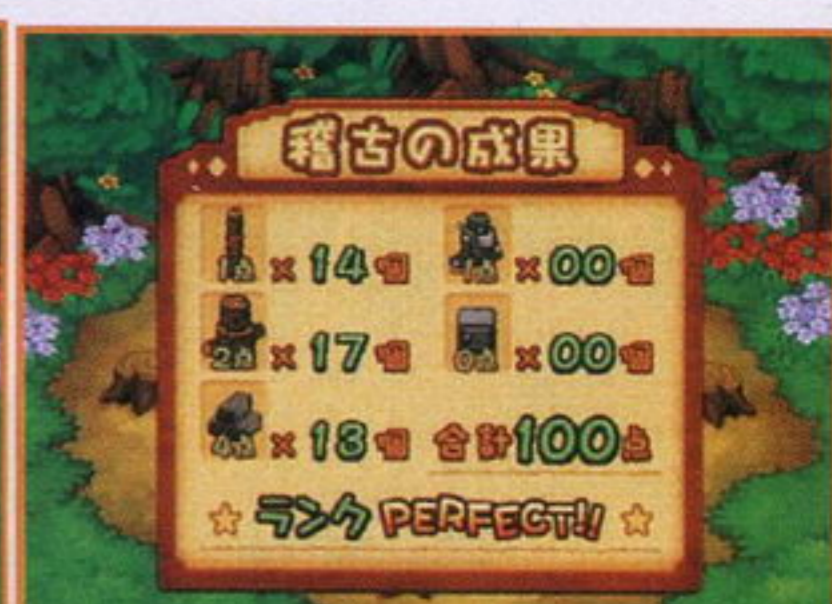 稽古の成果
1点 × 14個 -1点 × 00個
2点 × 17個 0点 × 00個
4点 × 13個 合計100点
☆ ランク PERFECT!! ☆